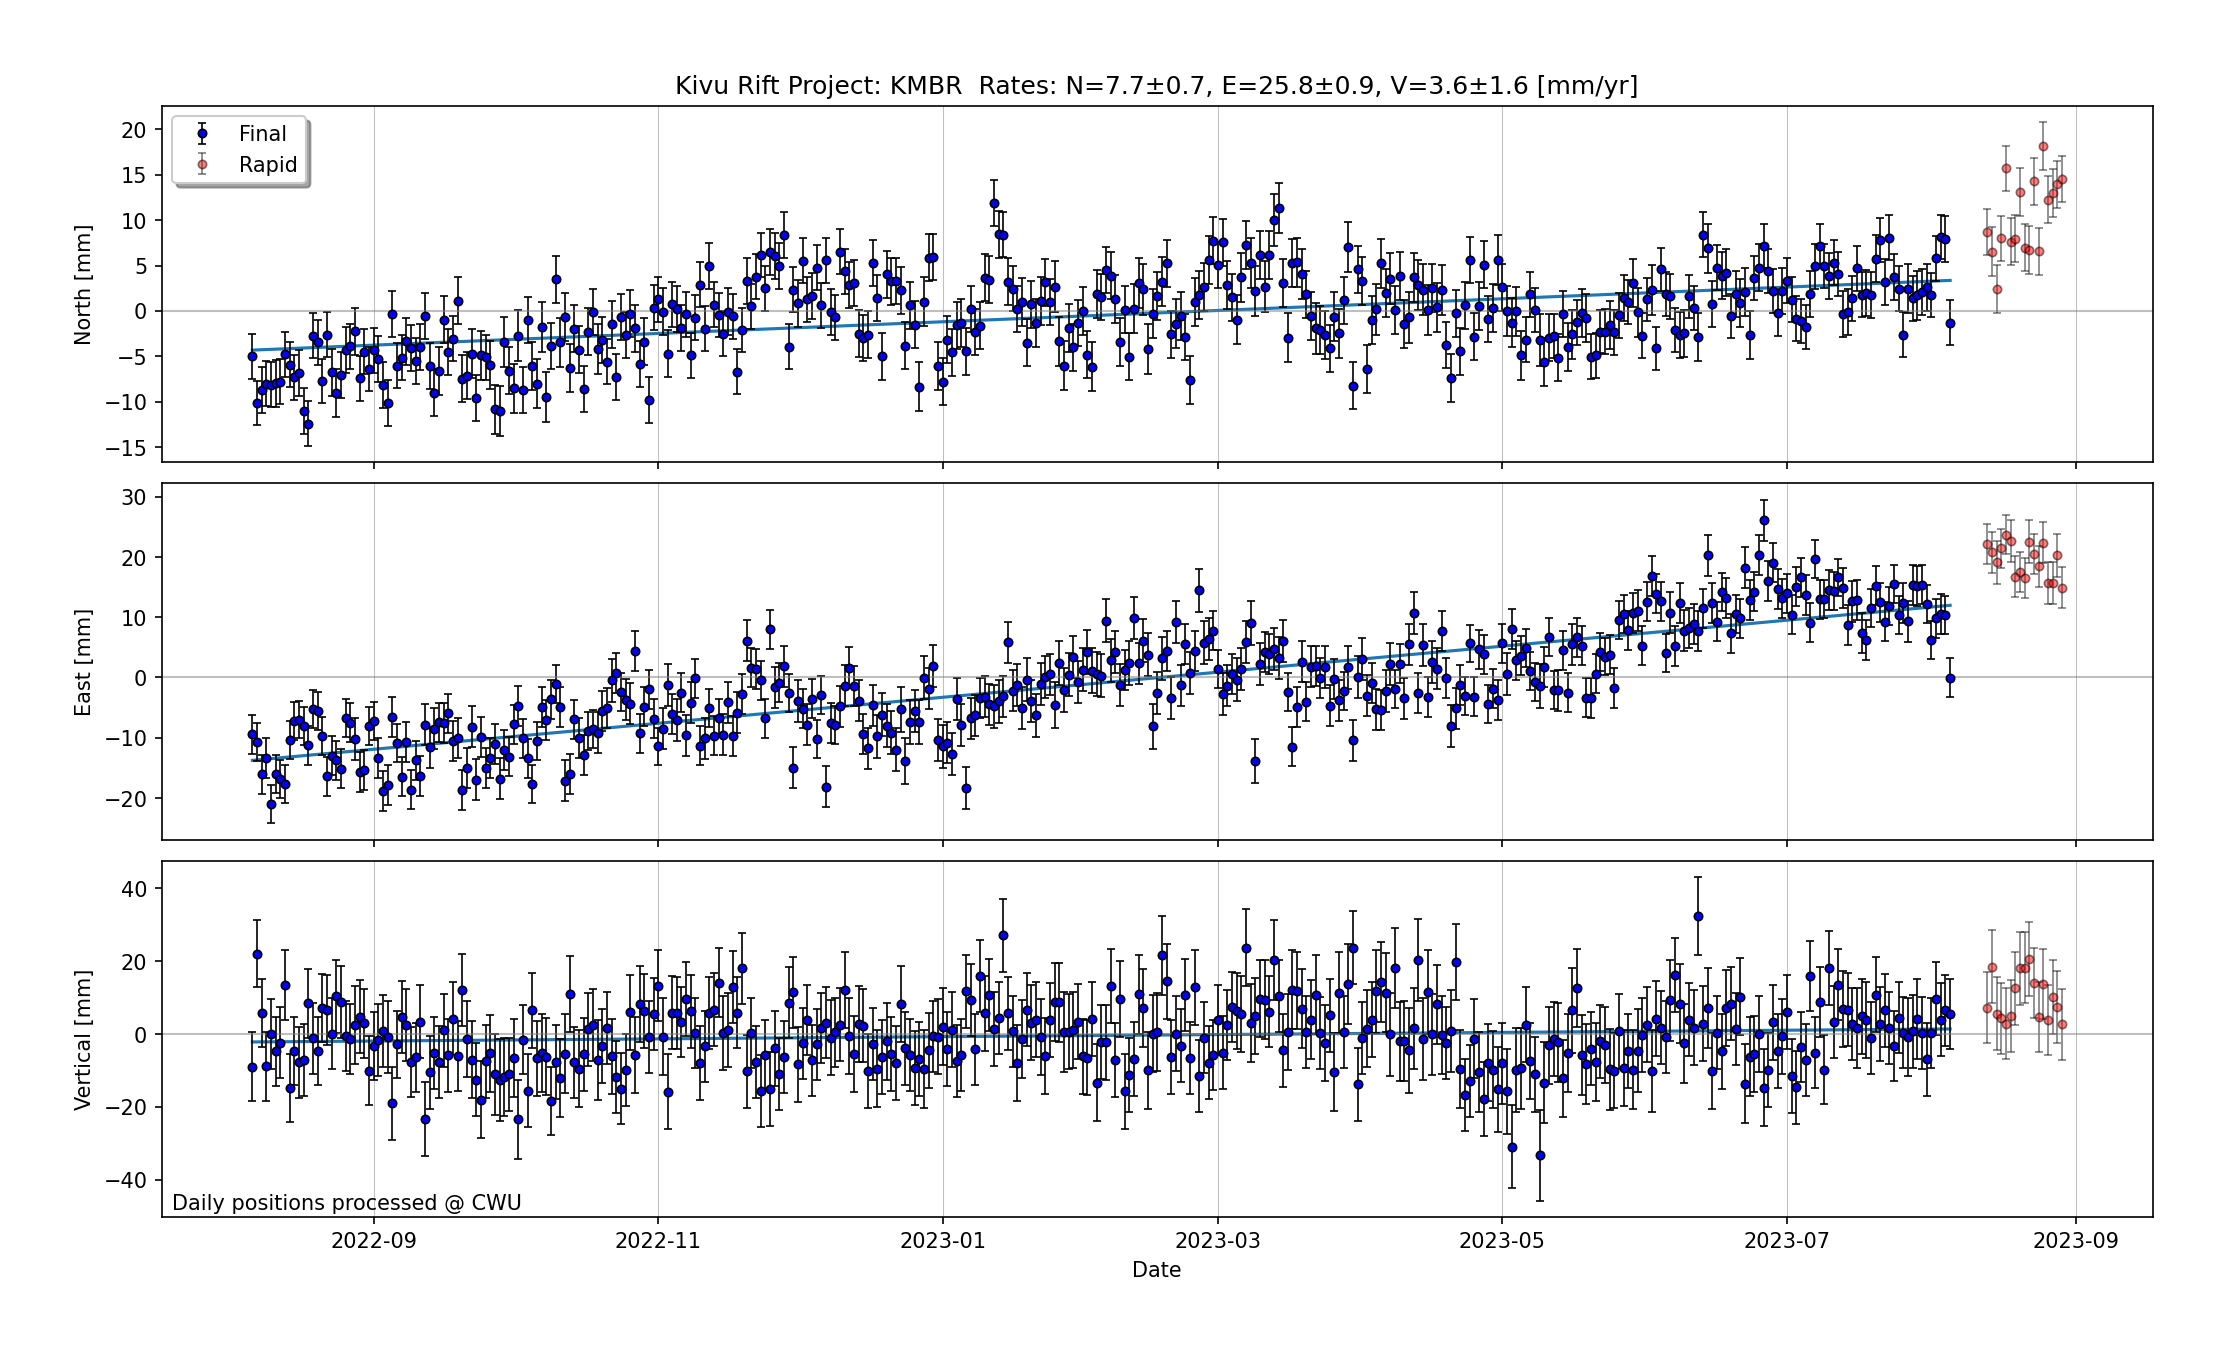 Kivu Rift Project: KMBR  Rates: N=7.7±0.7, E=25.8±0.9, V=3.6±1.6 [mm/yr]
Final
Rapid
North [mm]
20
15
10
5
0
−5
−10
−15
East [mm]
30
20
10
0
−10
−20
Vertical [mm]
40
20
0
−20
−40
Daily positions processed @ CWU
2022-09 2022-11 2023-01 2023-03 2023-05 2023-07 2023-09
Date